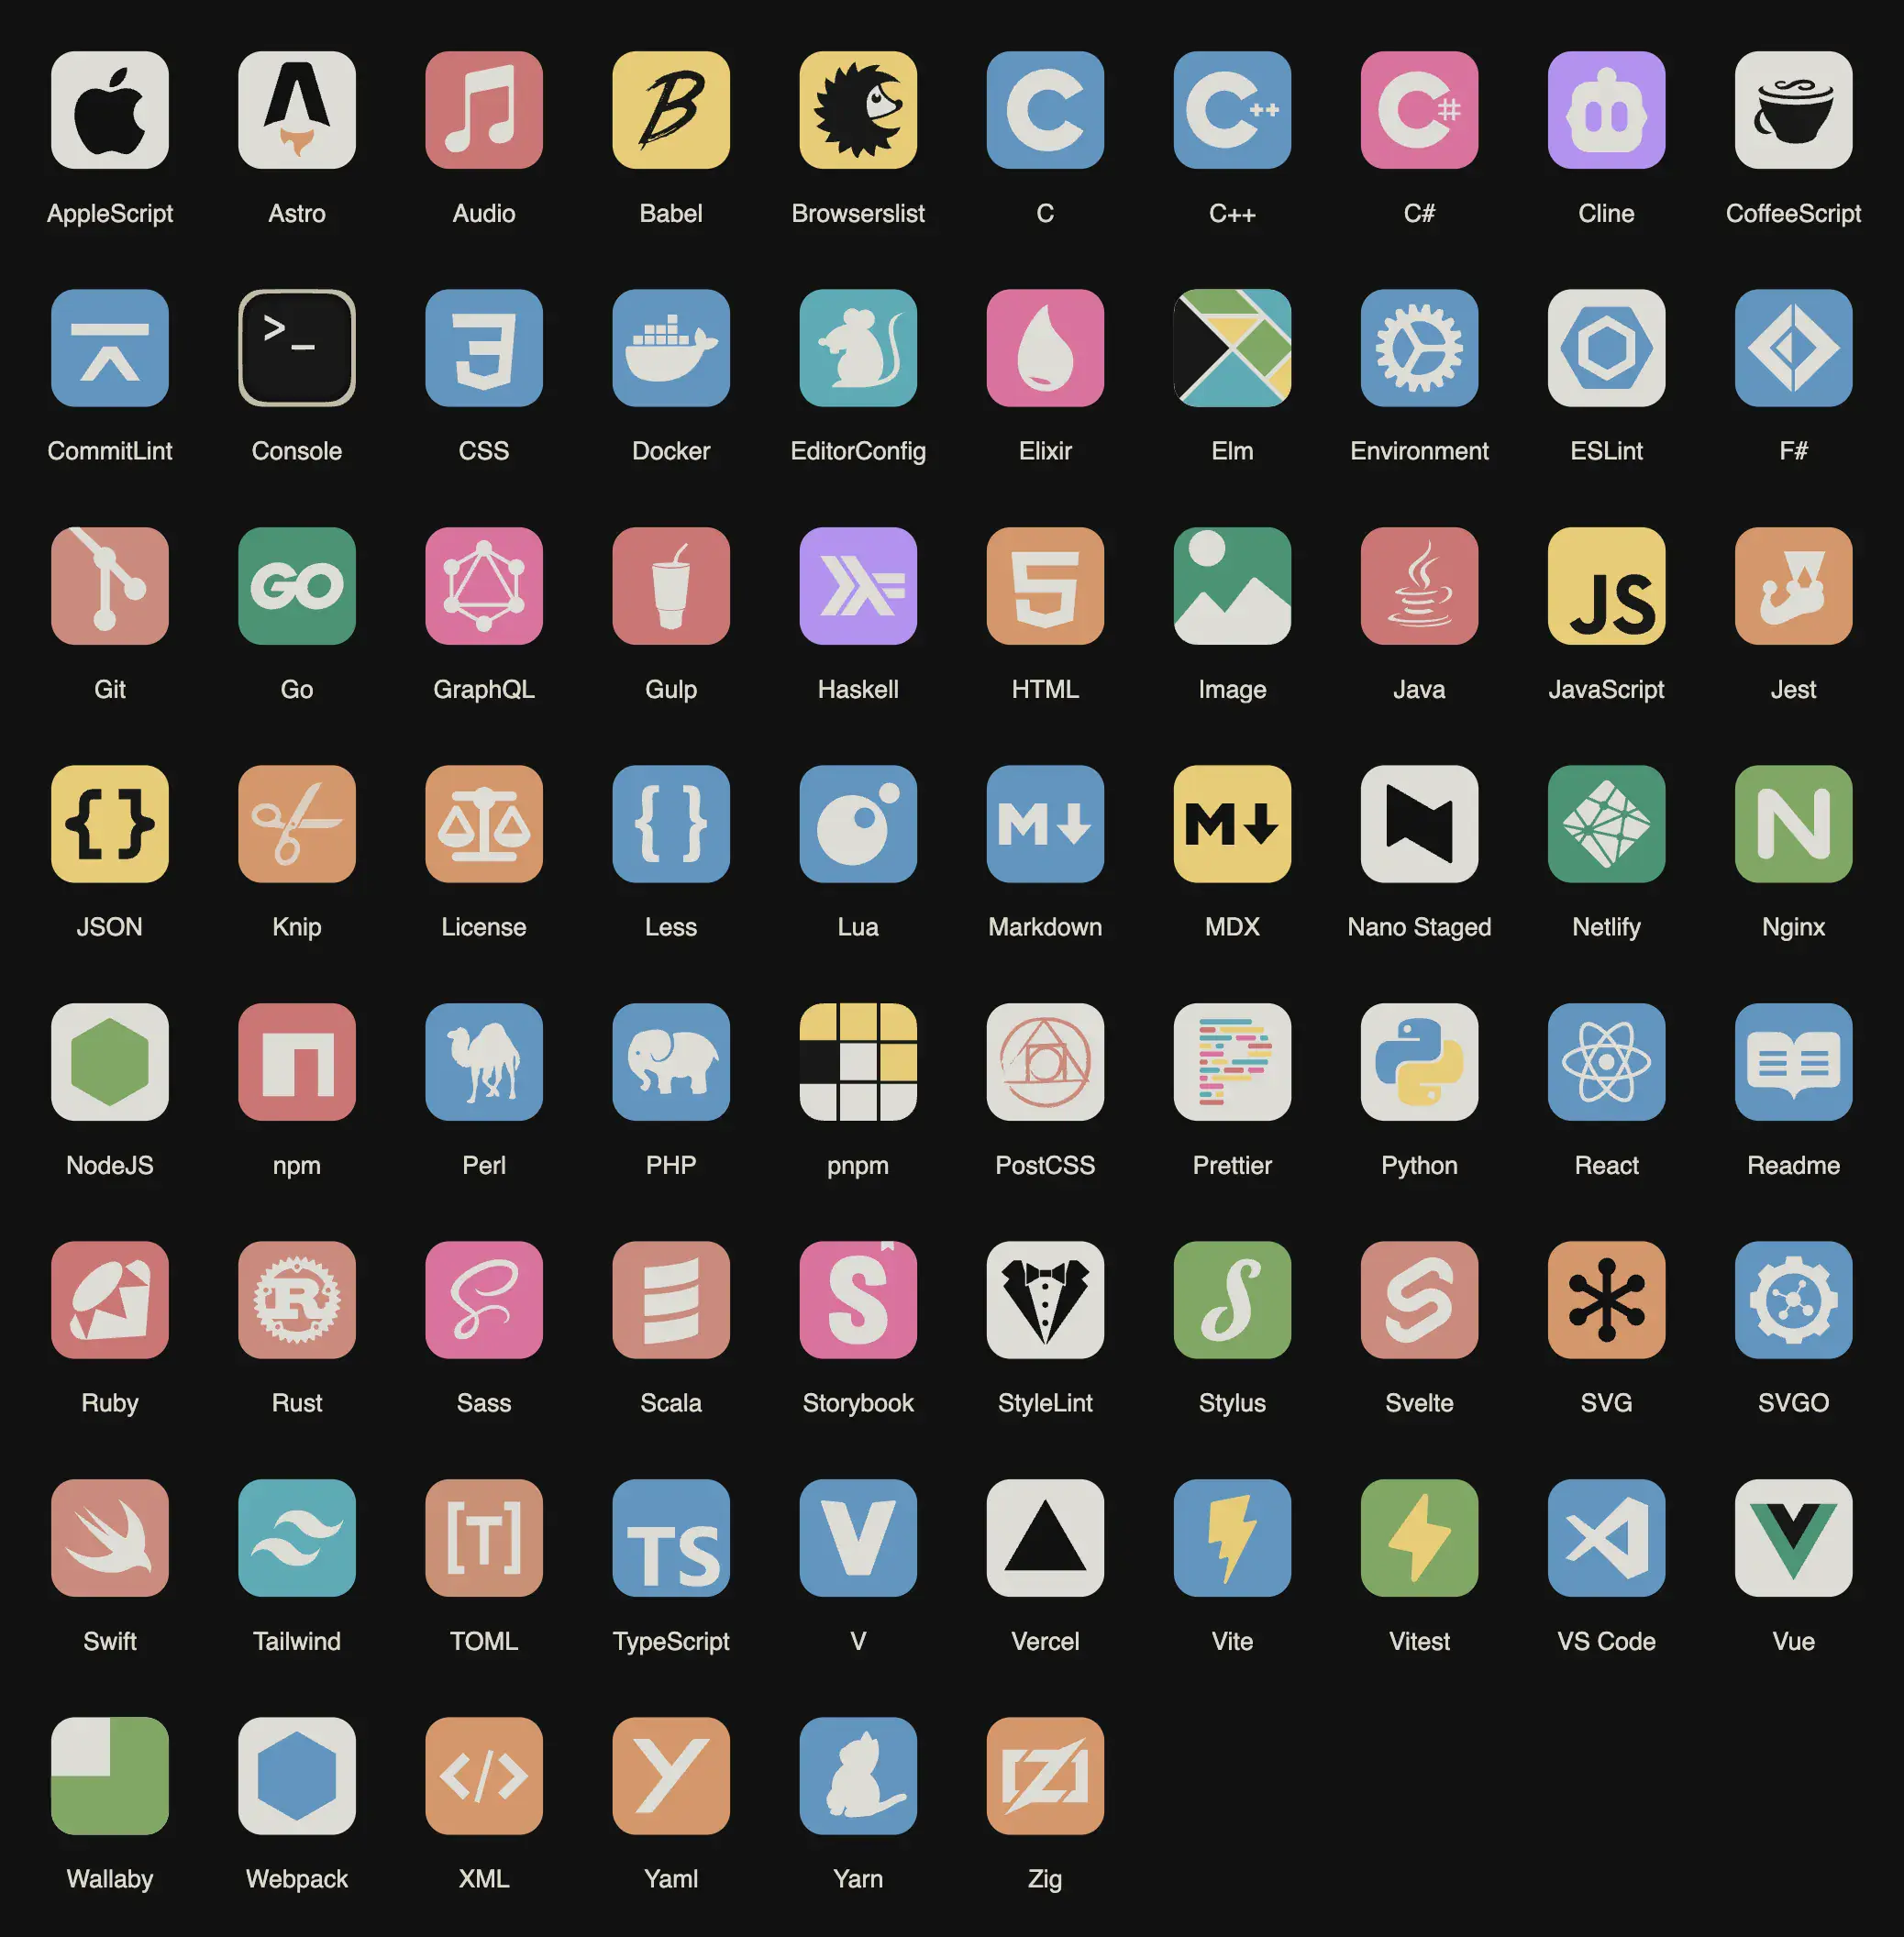 AppleScript Astro Audio Babel Browserslist C C++ C# Cline CoffeeScript
>_
CommitLint Console CSS Docker EditorConfig Elixir Elm Environment ESLint F#
GO JS
Git Go GraphQL Gulp Haskell HTML Image Java JavaScript Jest
{} {} M M N
JSON Knip License Less Lua Markdown MDX Nano Staged Netlify Nginx
NodeJS npm Perl PHP pnpm PostCSS Prettier Python React Readme
R S S
Ruby Rust Sass Scala Storybook StyleLint Stylus Svelte SVG SVGO
[T] TS V
Swift Tailwind TOML TypeScript V Vercel Vite Vitest VS Code Vue
</> Y Z
Wallaby Webpack XML Yaml Yarn Zig